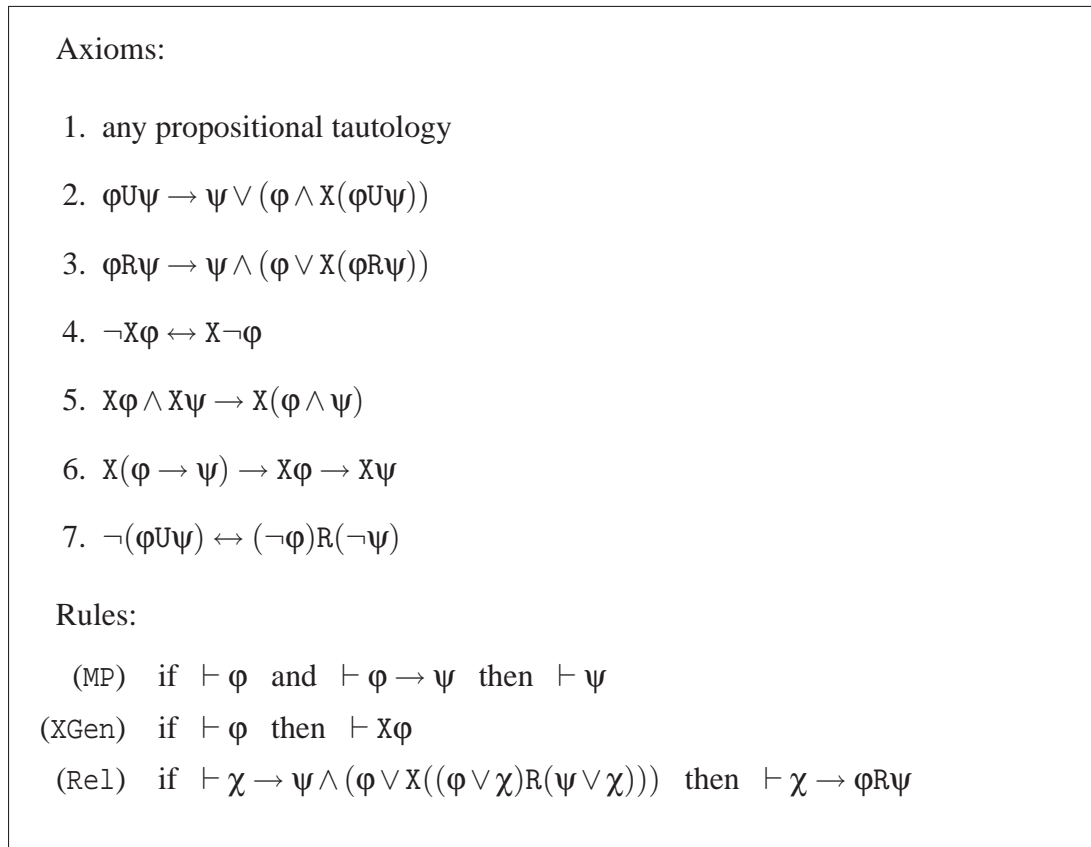 Axioms:
1. any propositional tautology
2. φUψ → ψ ∨ (φ ∧ X(φUψ))
3. φRψ → ψ ∧ (φ ∨ X(φRψ))
4. ¬Xφ ↔ X¬φ
5. Xφ ∧ Xψ → X(φ ∧ ψ)
6. X(φ → ψ) → Xφ → Xψ
7. ¬(φUψ) ↔ (¬φ)R(¬ψ)
Rules:
(MP) if ⊢ φ and ⊢ φ → ψ then ⊢ ψ
(XGen) if ⊢ φ then ⊢ Xφ
(Rel) if ⊢ χ → ψ ∧ (φ ∨ X((φ ∨ χ)R(ψ ∨ χ))) then ⊢ χ → φRψ